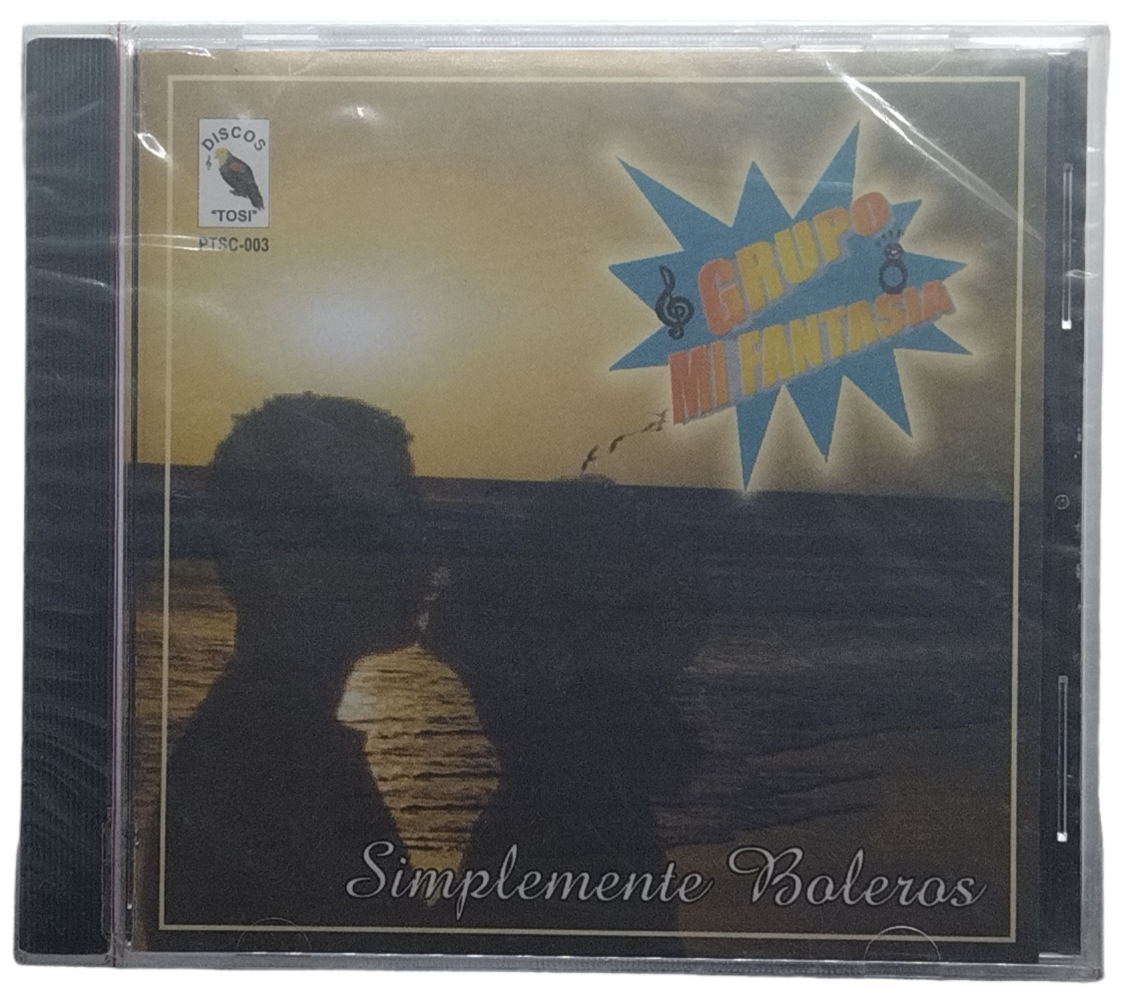 DISCOS
"TOSI"
PTSC-003
GRUPO
MI FANTASIA
Simplemente Boleros